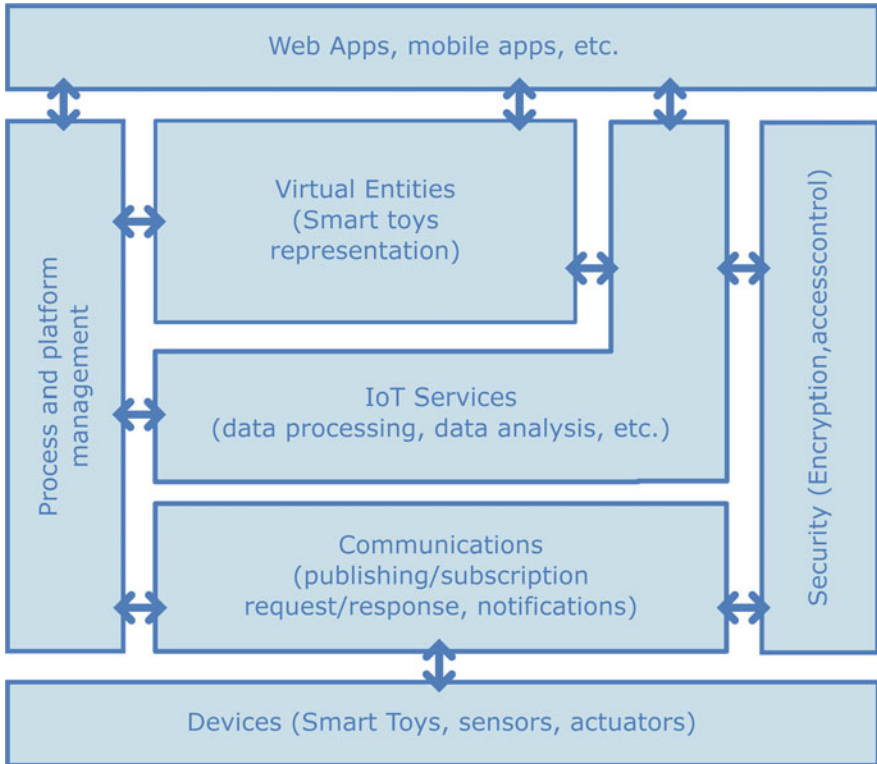 Web Apps, mobile apps, etc.
Process and platform
management
Virtual Entities
(Smart toys
representation)
IoT Services
(data processing, data analysis, etc.)
Communications
(publishing/subscription
request/response, notifications)
Security (Encryption,accesscontrol)
Devices (Smart Toys, sensors, actuators)